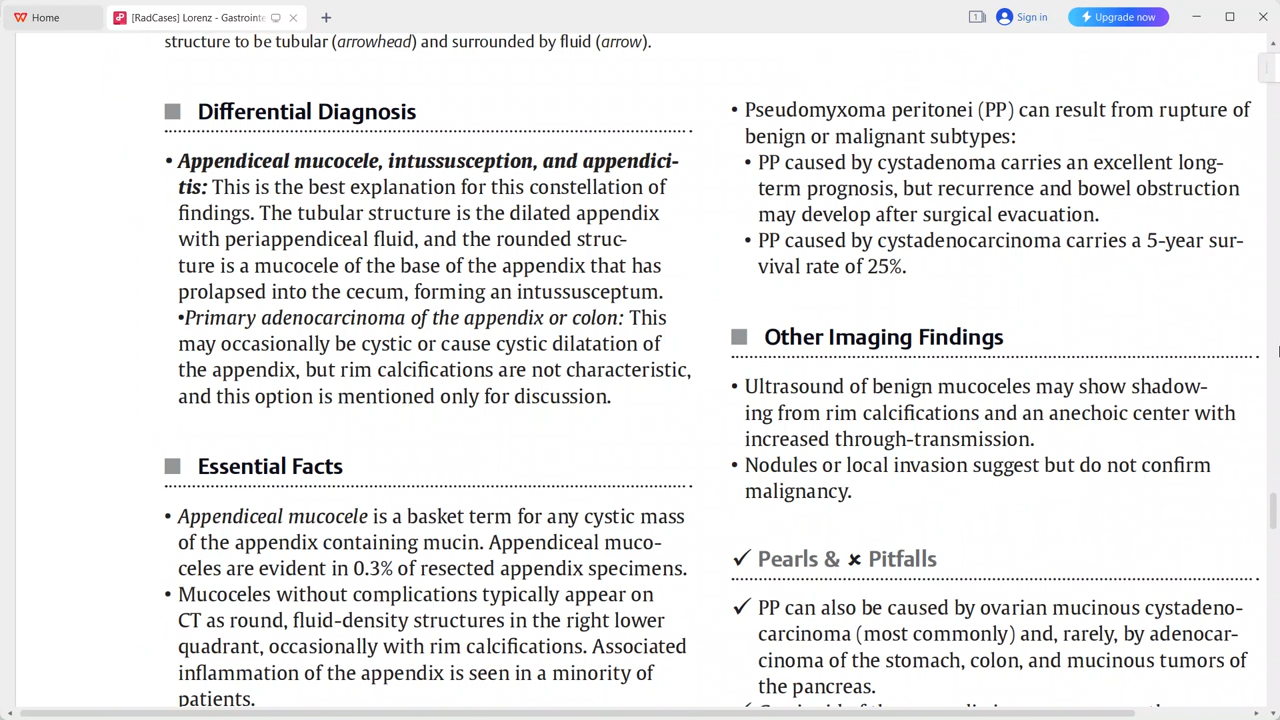 Home
[RadCases] Lorenz - Gastrointe
1
Sign in
Upgrade now
structure to be tubular (arrowhead) and surrounded by fluid (arrow).
Differential Diagnosis
• Appendiceal mucocele, intussusception, and appendici-
tis: This is the best explanation for this constellation of
findings. The tubular structure is the dilated appendix
with periappendiceal fluid, and the rounded struc-
ture is a mucocele of the base of the appendix that has
prolapsed into the cecum, forming an intussusceptum.
•Primary adenocarcinoma of the appendix or colon: This
may occasionally be cystic or cause cystic dilatation of
the appendix, but rim calcifications are not characteristic,
and this option is mentioned only for discussion.
Essential Facts
• Appendiceal mucocele is a basket term for any cystic mass
of the appendix containing mucin. Appendiceal muco-
celes are evident in 0.3% of resected appendix specimens.
• Mucoceles without complications typically appear on
CT as round, fluid-density structures in the right lower
quadrant, occasionally with rim calcifications. Associated
inflammation of the appendix is seen in a minority of
patients.
• Pseudomyxoma peritonei (PP) can result from rupture of
benign or malignant subtypes:
• PP caused by cystadenoma carries an excellent long-
term prognosis, but recurrence and bowel obstruction
may develop after surgical evacuation.
• PP caused by cystadenocarcinoma carries a 5-year sur-
vival rate of 25%.
Other Imaging Findings
• Ultrasound of benign mucoceles may show shadow-
ing from rim calcifications and an anechoic center with
increased through-transmission.
• Nodules or local invasion suggest but do not confirm
malignancy.
✓ Pearls & ✗ Pitfalls
✓ PP can also be caused by ovarian mucinous cystadeno-
carcinoma (most commonly) and, rarely, by adenocar-
cinoma of the stomach, colon, and mucinous tumors of
the pancreas.